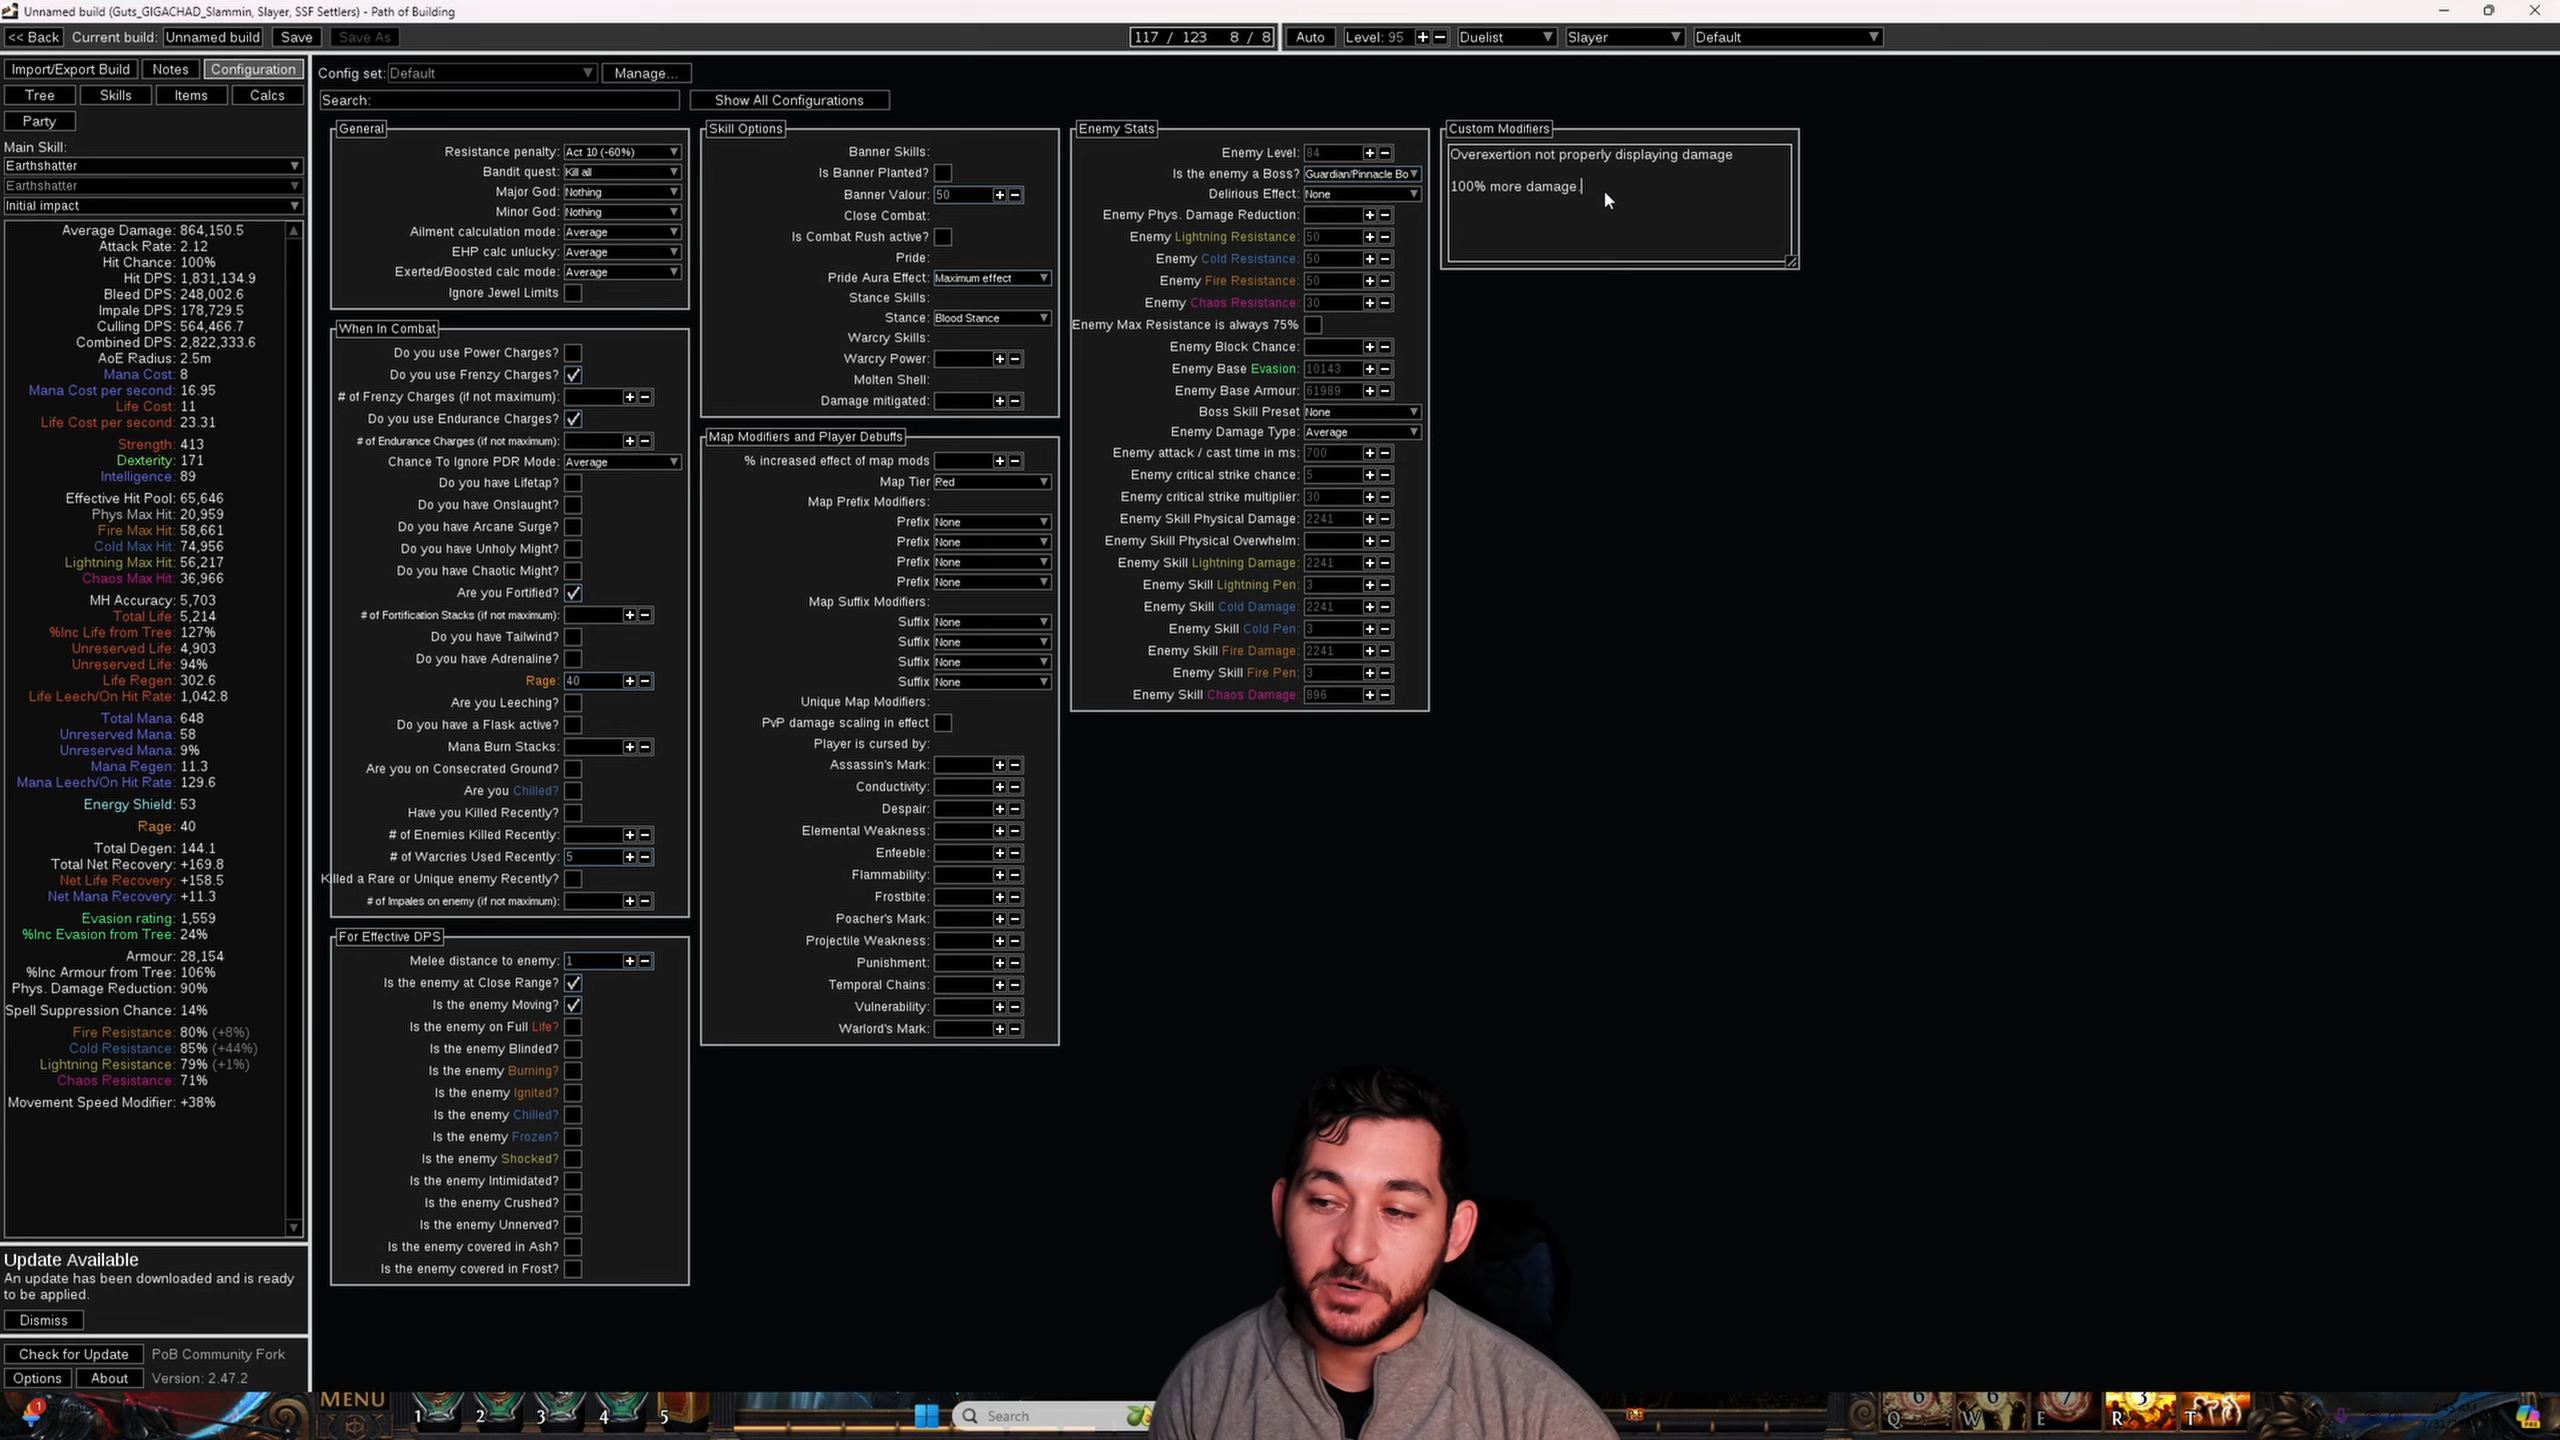 Unnamed build (Guts_GIGACHAD_Slammin, Slayer, SSF Settlers) - Path of Building
<< Back Current build: Unnamed build Save Save As 117 / 123 8 / 8 Auto Level: 95 Duelist Slayer Default
Import/Export Build Notes Configuration
Tree Skills Items Calcs
Party
Main Skill:
Earthshatter
Earthshatter
Initial impact
Average Damage: 864,150.5
Attack Rate: 2.12
Hit Chance: 100%
Hit DPS: 1,831,134.9
Bleed DPS: 248,002.6
Impale DPS: 178,729.5
Culling DPS: 564,466.7
Combined DPS: 2,822,333.6
AoE Radius: 2.5m
Mana Cost: 8
Mana Cost per second: 16.95
Life Cost: 11
Life Cost per second: 23.31
Strength: 413
Dexterity: 171
Intelligence: 89
Effective Hit Pool: 65,646
Phys Max Hit: 20,959
Fire Max Hit: 58,661
Cold Max Hit: 74,956
Lightning Max Hit: 56,217
Chaos Max Hit: 36,966
MH Accuracy: 5,703
Total Life: 5,214
%Inc Life from Tree: 127%
Unreserved Life: 4,903
Unreserved Life: 94%
Life Regen: 302.6
Life Leech/On Hit Rate: 1,042.8
Total Mana: 648
Unreserved Mana: 58
Unreserved Mana: 9%
Mana Regen: 11.3
Mana Leech/On Hit Rate: 129.6
Energy Shield: 53
Rage: 40
Total Degen: 144.1
Total Net Recovery: +169.8
Net Life Recovery: +158.5
Net Mana Recovery: +11.3
Evasion rating: 1,559
%Inc Evasion from Tree: 24%
Armour: 28,154
%Inc Armour from Tree: 106%
Phys. Damage Reduction: 90%
Spell Suppression Chance: 14%
Fire Resistance: 80% (+8%)
Cold Resistance: 85% (+44%)
Lightning Resistance: 79% (+1%)
Chaos Resistance: 71%
Movement Speed Modifier: +38%
Update Available
An update has been downloaded and is ready
to be applied.
Dismiss
Check for Update PoB Community Fork
Options About Version: 2.47.2
Config set: Default Manage...
Search: Show All Configurations
General
Resistance penalty: Act 10 (-60%)
Bandit quest: Kill all
Major God: Nothing
Minor God: Nothing
Ailment calculation mode: Average
EHP calc unlucky: Average
Exerted/Boosted calc mode: Average
Ignore Jewel Limits
When In Combat
Do you use Power Charges?
Do you use Frenzy Charges?
# of Frenzy Charges (if not maximum):
Do you use Endurance Charges?
# of Endurance Charges (if not maximum):
Chance To Ignore PDR Mode: Average
Do you have Lifetap?
Do you have Onslaught?
Do you have Arcane Surge?
Do you have Unholy Might?
Do you have Chaotic Might?
Are you Fortified?
# of Fortification Stacks (if not maximum):
Do you have Tailwind?
Do you have Adrenaline?
Rage: 40
Are you Leeching?
Do you have a Flask active?
Mana Burn Stacks:
Are you on Consecrated Ground?
Are you Chilled?
Have you Killed Recently?
# of Enemies Killed Recently:
# of Warcries Used Recently: 5
Killed a Rare or Unique enemy Recently?
# of Impales on enemy (if not maximum):
For Effective DPS
Melee distance to enemy: 1
Is the enemy at Close Range?
Is the enemy Moving?
Is the enemy on Full Life?
Is the enemy Blinded?
Is the enemy Burning?
Is the enemy Ignited?
Is the enemy Chilled?
Is the enemy Frozen?
Is the enemy Shocked?
Is the enemy Intimidated?
Is the enemy Crushed?
Is the enemy Unnerved?
Is the enemy covered in Ash?
Is the enemy covered in Frost?
Skill Options
Banner Skills:
Is Banner Planted?
Banner Valour: 50
Close Combat:
Is Combat Rush active?
Pride:
Pride Aura Effect: Maximum effect
Stance Skills:
Stance: Blood Stance
Warcry Skills:
Warcry Power:
Molten Shell:
Damage mitigated:
Map Modifiers and Player Debuffs
% increased effect of map mods
Map Tier Red
Map Prefix Modifiers:
Prefix None
Prefix None
Prefix None
Prefix None
Map Suffix Modifiers:
Suffix None
Suffix None
Suffix None
Suffix None
Unique Map Modifiers:
PvP damage scaling in effect
Player is cursed by:
Assassin's Mark:
Conductivity:
Despair:
Elemental Weakness:
Enfeeble:
Flammability:
Frostbite:
Poacher's Mark:
Projectile Weakness:
Punishment:
Temporal Chains:
Vulnerability:
Warlord's Mark:
Enemy Stats
Enemy Level: 84
Is the enemy a Boss? Guardian/Pinnacle Bo
Delirious Effect: None
Enemy Phys. Damage Reduction:
Enemy Lightning Resistance: 50
Enemy Cold Resistance: 50
Enemy Fire Resistance: 50
Enemy Chaos Resistance: 30
Enemy Max Resistance is always 75%
Enemy Block Chance:
Enemy Base Evasion: 10143
Enemy Base Armour: 61989
Boss Skill Preset None
Enemy Damage Type: Average
Enemy attack / cast time in ms: 700
Enemy critical strike chance: 5
Enemy critical strike multiplier: 30
Enemy Skill Physical Damage: 2241
Enemy Skill Physical Overwhelm:
Enemy Skill Lightning Damage: 2241
Enemy Skill Lightning Pen: 3
Enemy Skill Cold Damage: 2241
Enemy Skill Cold Pen: 3
Enemy Skill Fire Damage: 2241
Enemy Skill Fire Pen: 3
Enemy Skill Chaos Damage: 896
Custom Modifiers
Overexertion not properly displaying damage
100% more damage.
MENU 1 2 3 4 5 Search Q W E R T